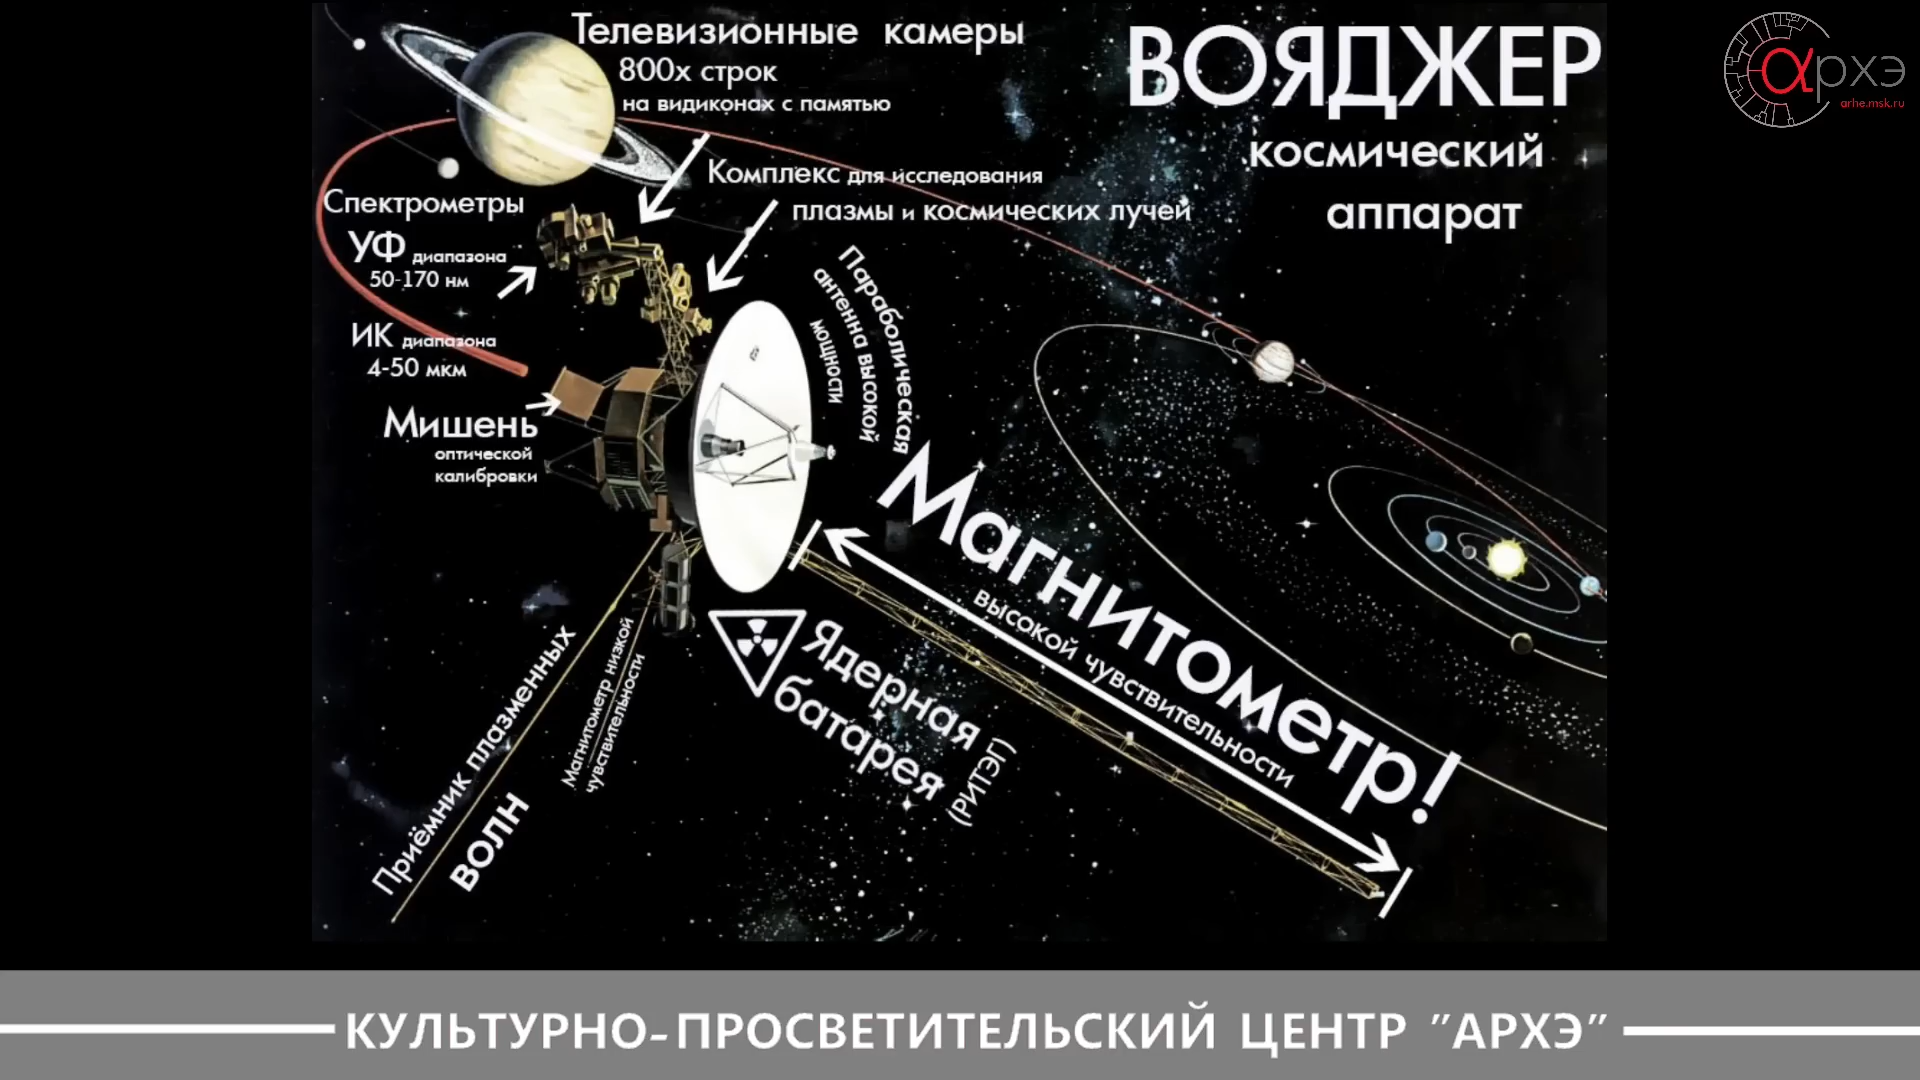 Телевизионные камеры
800х строк
на видиконах с памятью
ВОЯДЖЕР
космический
аппарат
αрхэ
arhe.msk.ru
Комплекс для исследования
плазмы и космических лучей
Спектрометры
УФ диапазона
50-170 нм
ИК диапазона
4-50 мкм
Мишень
оптической
калибровки
Параболическая
антенна высокой
мощности
Магнитометр!
высокой чувствительности
Ядерная
батарея
(РИТЭГ)
Магнитометр низкой
чувствительности
Приёмник плазменных
волн
КУЛЬТУРНО-ПРОСВЕТИТЕЛЬСКИЙ ЦЕНТР "АРХЭ"